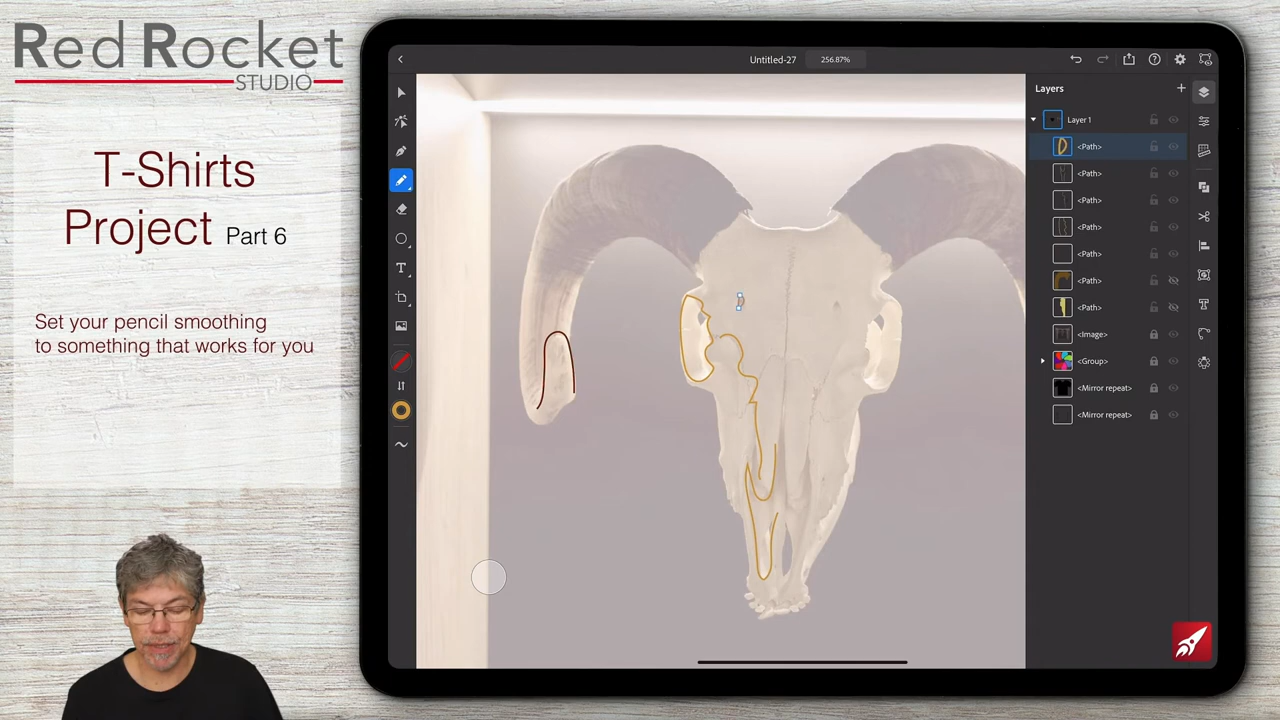 Red Rocket
STUDIO
T-Shirts
Project Part 6
Set your pencil smoothing
to something that works for you
Untitled-27
256.87%
Layers
Layer 1
<Path>
<Path>
<Path>
<Path>
<Path>
<Path>
<Path>
<Image>
<Group>
<Mirror repeat>
<Mirror repeat>